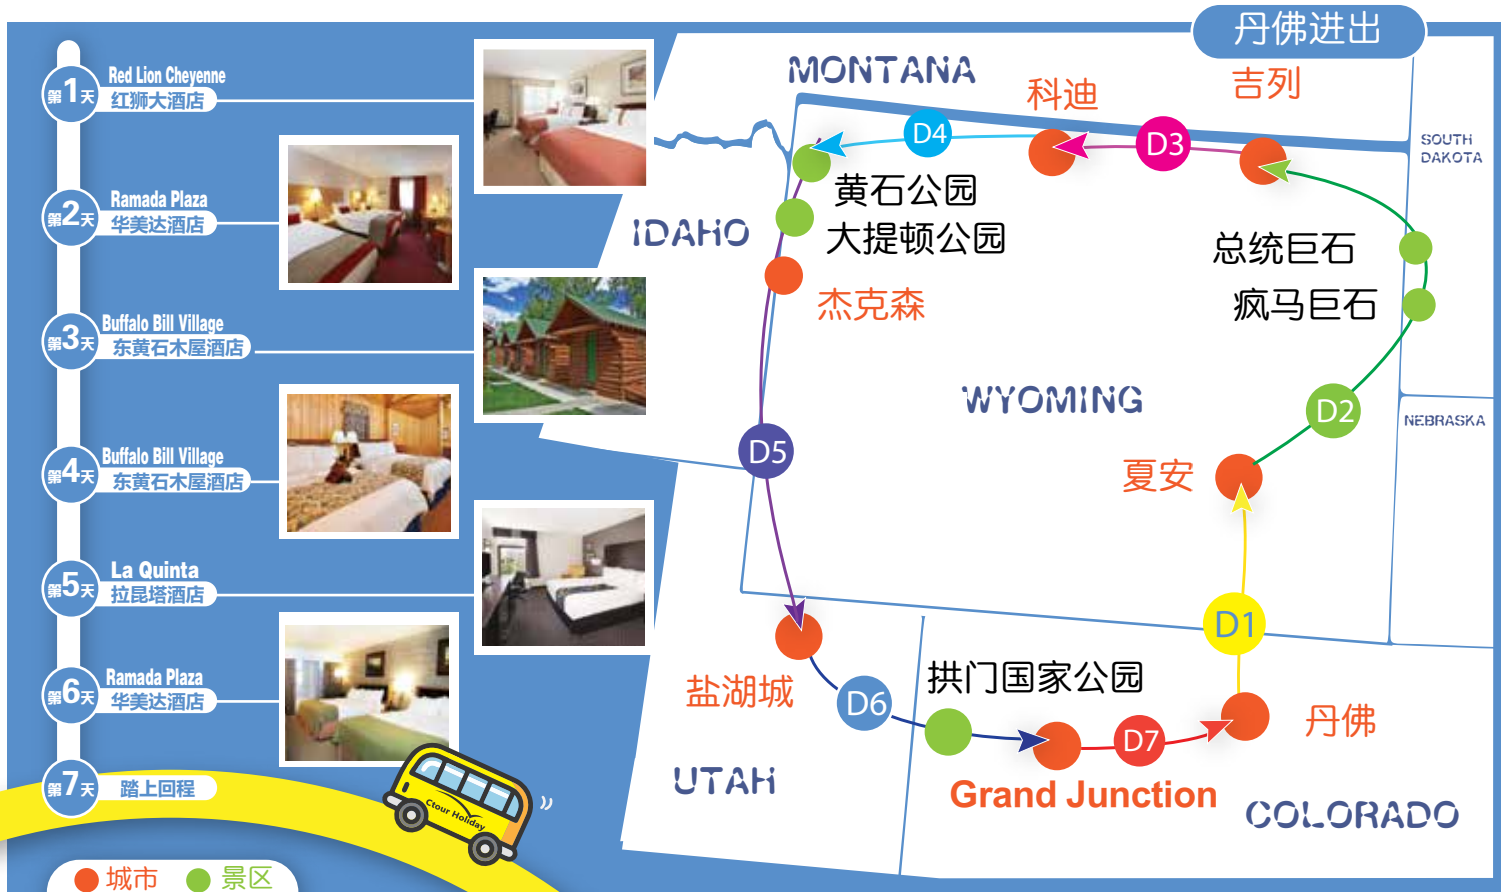 丹佛进出
第1天
Red Lion Cheyenne
红狮大酒店
第2天
Ramada Plaza
华美达酒店
第3天
Buffalo Bill Village
东黄石木屋酒店
第4天
Buffalo Bill Village
东黄石木屋酒店
第5天
La Quinta
拉昆塔酒店
第6天
Ramada Plaza
华美达酒店
第7天
踏上回程
Ctour Holiday
城市
景区
MONTANA
科迪
吉列
D4
D3
SOUTH
DAKOTA
黄石公园
IDAHO
大提顿公园
总统巨石
杰克森
疯马巨石
WYOMING
D2
NEBRASKA
D5
夏安
D1
盐湖城
拱门国家公园
D6
D7
丹佛
UTAH
Grand Junction
COLORADO